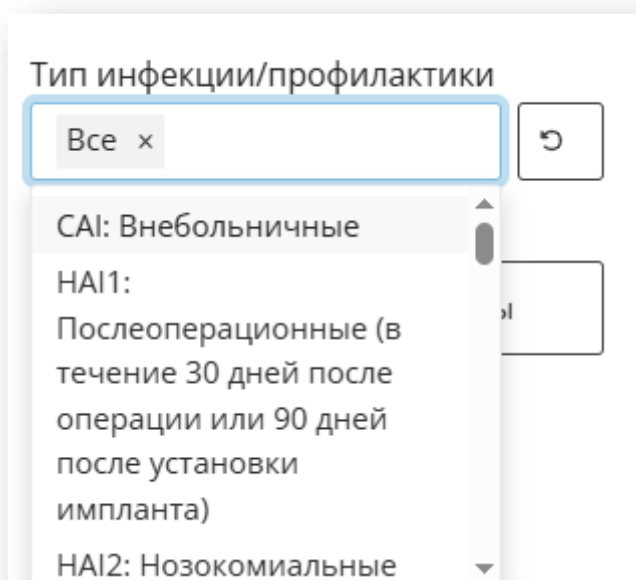 Тип инфекции/профилактики
Все ×
CAI: Внебольничные
HAI1:
Послеоперационные (в
течение 30 дней после
операции или 90 дней
после установки
импланта)
HAI2: Нозокомиальные
ы